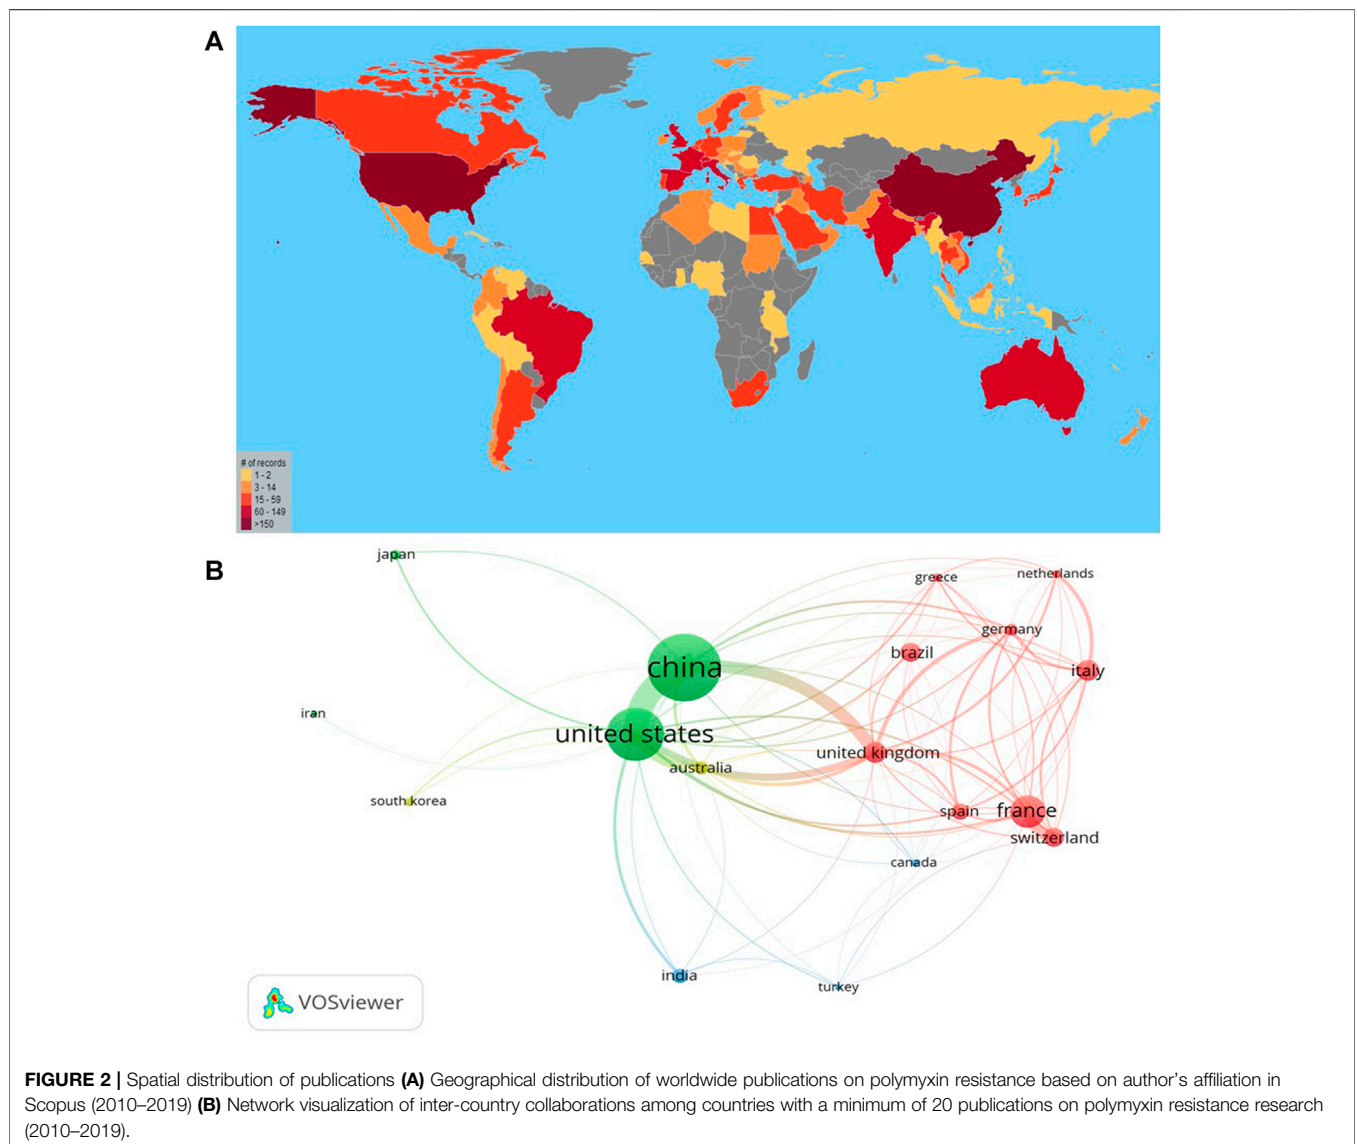 A
# of records
1 - 2
3 - 14
15 - 59
60 - 149
>150
B
japan
greece
netherlands
germany
brazil
china
italy
iran
united states
united kingdom
australia
south korea
spain
france
switzerland
canada
india
turkey
VOSviewer
FIGURE 2 | Spatial distribution of publications (A) Geographical distribution of worldwide publications on polymyxin resistance based on author's affiliation in
Scopus (2010–2019) (B) Network visualization of inter-country collaborations among countries with a minimum of 20 publications on polymyxin resistance research
(2010–2019).